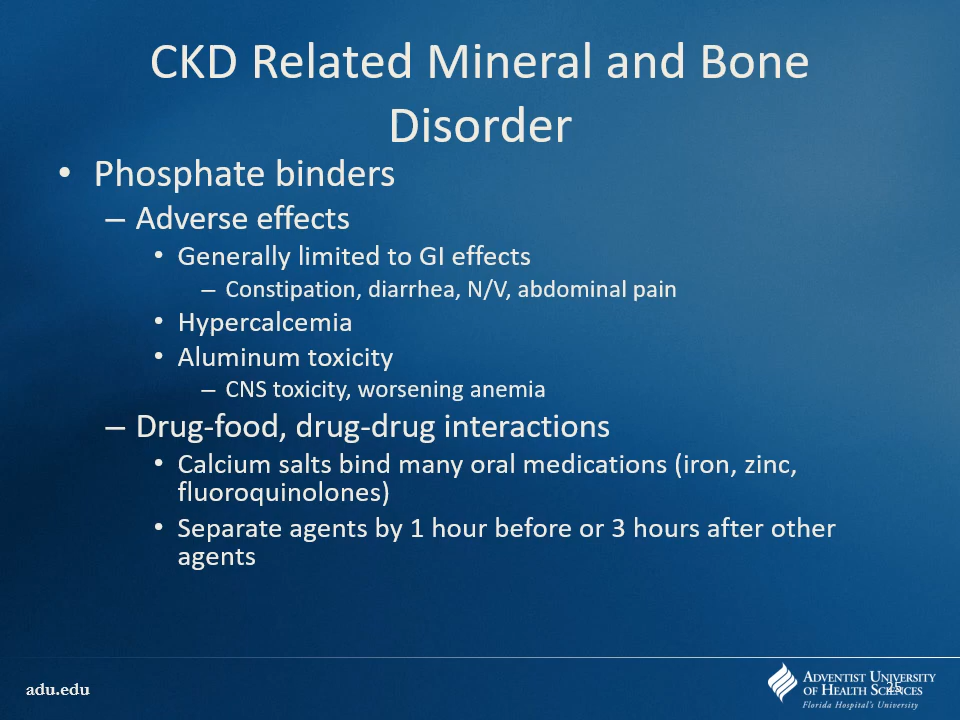 CKD Related Mineral and Bone
Disorder
• Phosphate binders
– Adverse effects
• Generally limited to GI effects
– Constipation, diarrhea, N/V, abdominal pain
• Hypercalcemia
• Aluminum toxicity
– CNS toxicity, worsening anemia
– Drug-food, drug-drug interactions
• Calcium salts bind many oral medications (iron, zinc,
fluoroquinolones)
• Separate agents by 1 hour before or 3 hours after other
agents
adu.edu
ADVENTIST UNIVERSITY
OF HEALTH SCIENCES
25
Florida Hospital's University